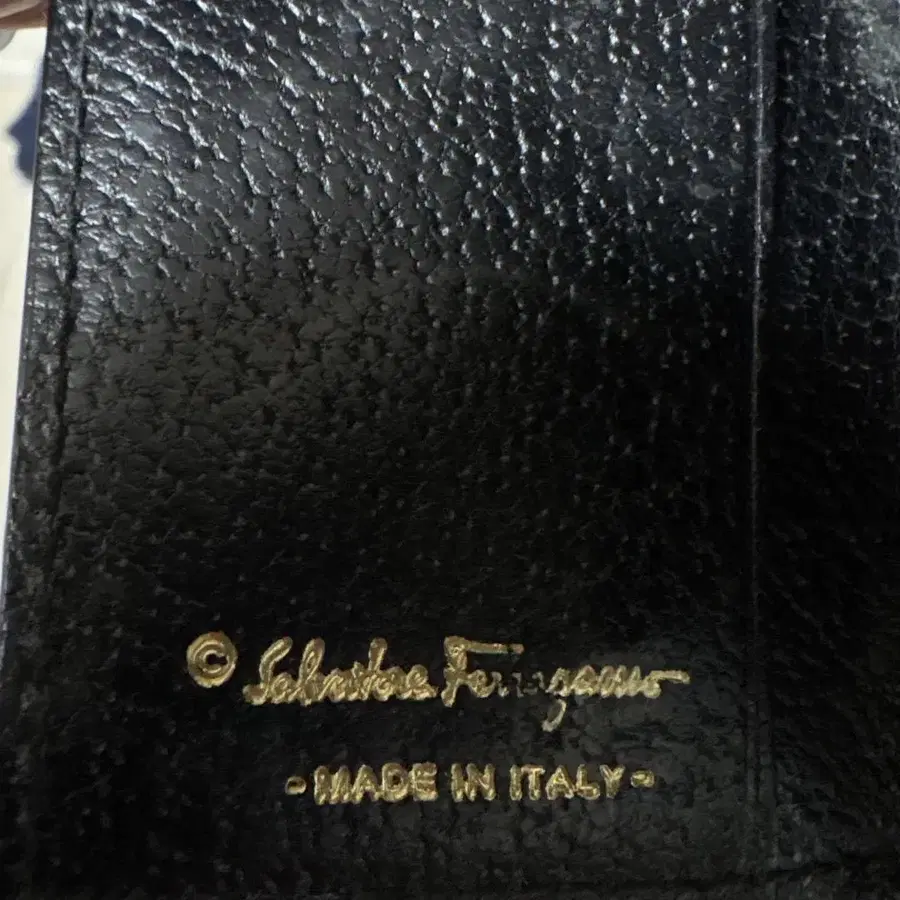 © Salvatore Ferragamo
-MADE IN ITALY-